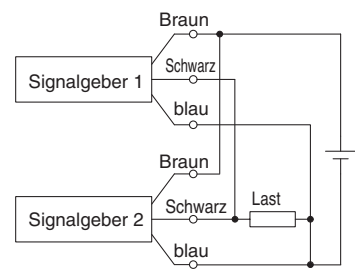 Braun
Signalgeber 1
Schwarz
blau
Braun
Signalgeber 2
Schwarz
Last
blau